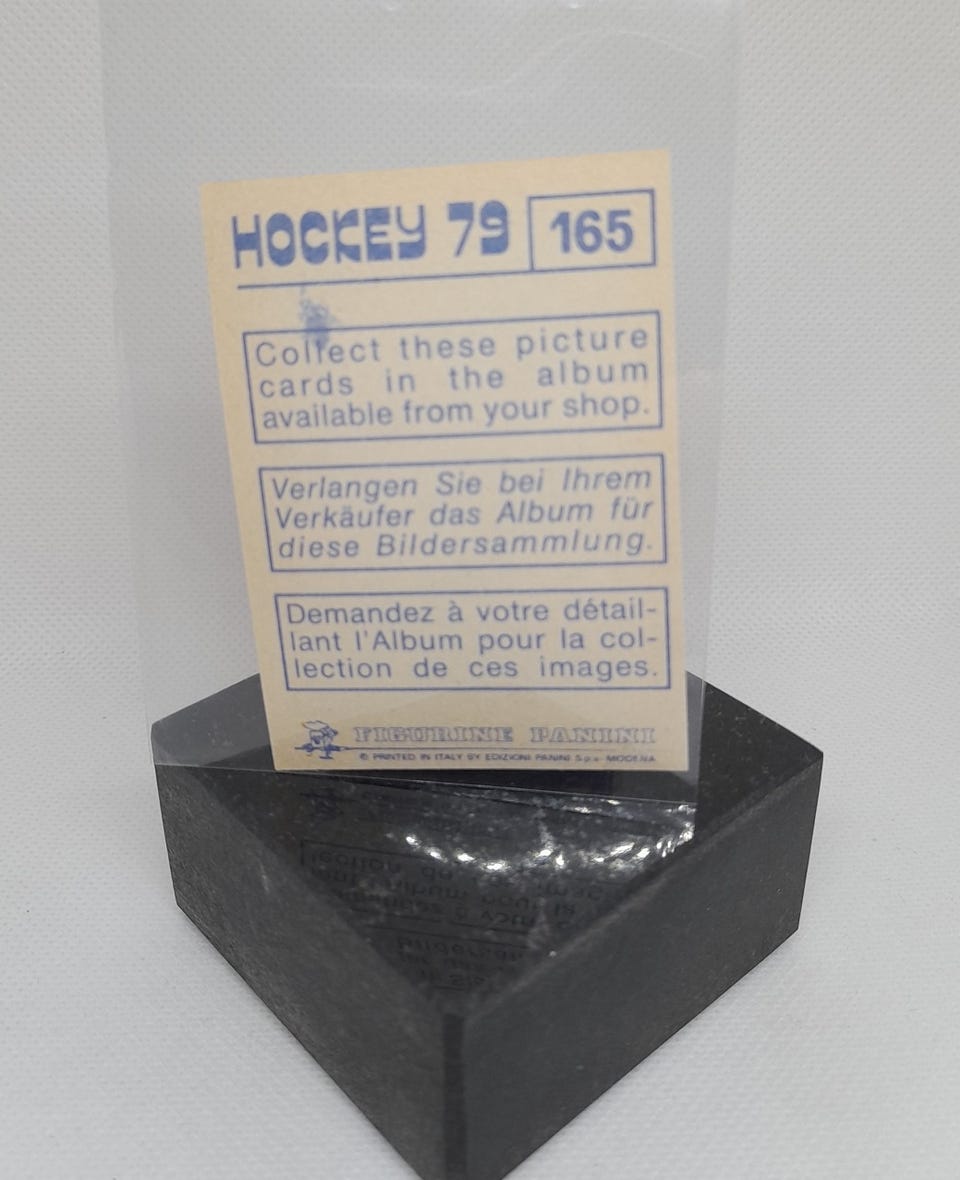 HOCKEY 79 165
Collect these picture
cards in the album
available from your shop.
Verlangen Sie bei Ihrem
Verkäufer das Album für
diese Bildersammlung.
Demandez à votre détail-
lant l'Album pour la col-
lection de ces images.
FIGURINE PANINI
© PRINTED IN ITALY BY EDIZIONI PANINI S.p.A. MODENA